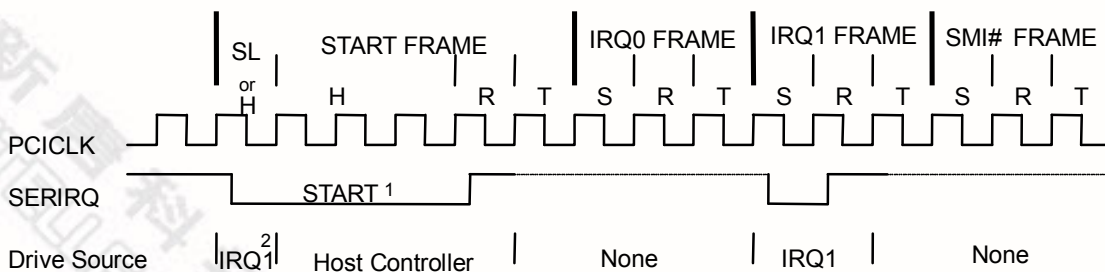 SL START FRAME IRQ0 FRAME IRQ1 FRAME SMI# FRAME
or
H H R T S R T S R T S R T
PCICLK
SERIRQ START 1
Drive Source IRQ1 2 Host Controller None IRQ1 None